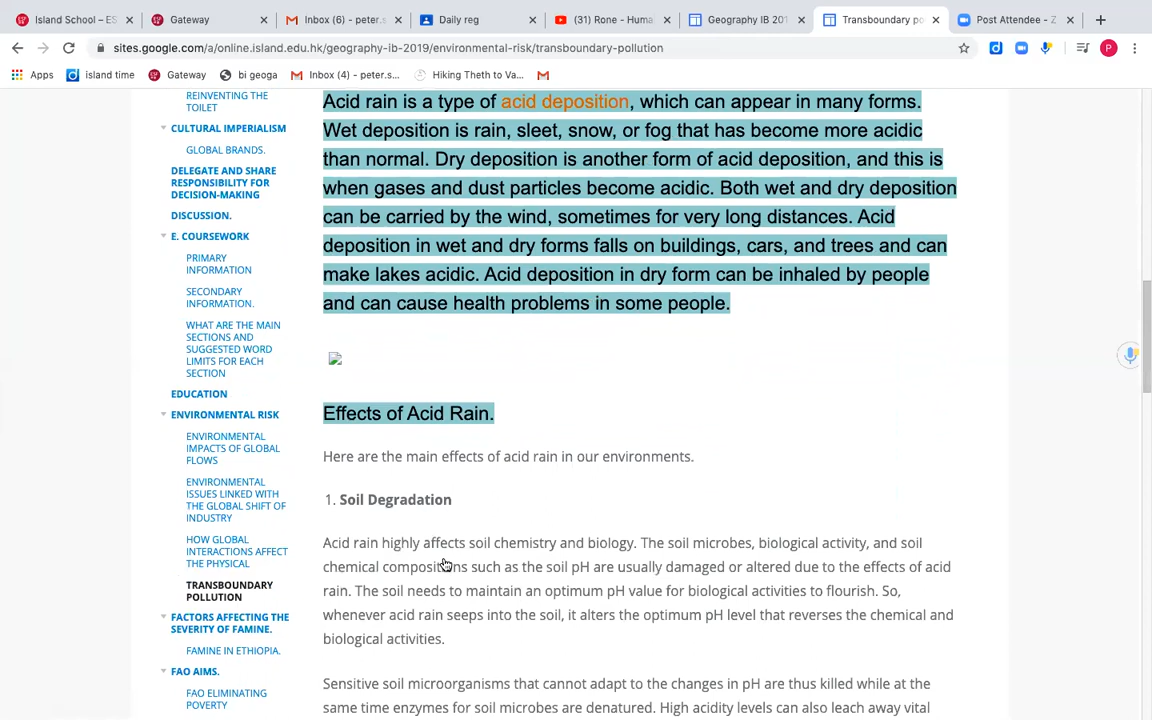 Island School – ES
Gateway
Inbox (6) - peter.s
Daily reg
(31) Rone - Huma
Geography IB 201
Transboundary po
Post Attendee - Z
sites.google.com/a/online.island.edu.hk/geography-ib-2019/environmental-risk/transboundary-pollution
P
Apps
island time
Gateway
bi geoga
Inbox (4) - peter.s...
Hiking Theth to Va...
REINVENTING THE
TOILET
CULTURAL IMPERIALISM
GLOBAL BRANDS.
DELEGATE AND SHARE
RESPONSIBILITY FOR
DECISION-MAKING
DISCUSSION.
E. COURSEWORK
PRIMARY
INFORMATION
SECONDARY
INFORMATION.
WHAT ARE THE MAIN
SECTIONS AND
SUGGESTED WORD
LIMITS FOR EACH
SECTION
EDUCATION
ENVIRONMENTAL RISK
ENVIRONMENTAL
IMPACTS OF GLOBAL
FLOWS
ENVIRONMENTAL
ISSUES LINKED WITH
THE GLOBAL SHIFT OF
INDUSTRY
HOW GLOBAL
INTERACTIONS AFFECT
THE PHYSICAL
TRANSBOUNDARY
POLLUTION
FACTORS AFFECTING THE
SEVERITY OF FAMINE.
FAMINE IN ETHIOPIA.
FAO AIMS.
FAO ELIMINATING
POVERTY
Acid rain is a type of acid deposition, which can appear in many forms.
Wet deposition is rain, sleet, snow, or fog that has become more acidic
than normal. Dry deposition is another form of acid deposition, and this is
when gases and dust particles become acidic. Both wet and dry deposition
can be carried by the wind, sometimes for very long distances. Acid
deposition in wet and dry forms falls on buildings, cars, and trees and can
make lakes acidic. Acid deposition in dry form can be inhaled by people
and can cause health problems in some people.
Effects of Acid Rain.
Here are the main effects of acid rain in our environments.
1. Soil Degradation
Acid rain highly affects soil chemistry and biology. The soil microbes, biological activity, and soil
chemical compositions such as the soil pH are usually damaged or altered due to the effects of acid
rain. The soil needs to maintain an optimum pH value for biological activities to flourish. So,
whenever acid rain seeps into the soil, it alters the optimum pH level that reverses the chemical and
biological activities.
Sensitive soil microorganisms that cannot adapt to the changes in pH are thus killed while at the
same time enzymes for soil microbes are denatured. High acidity levels can also leach away vital